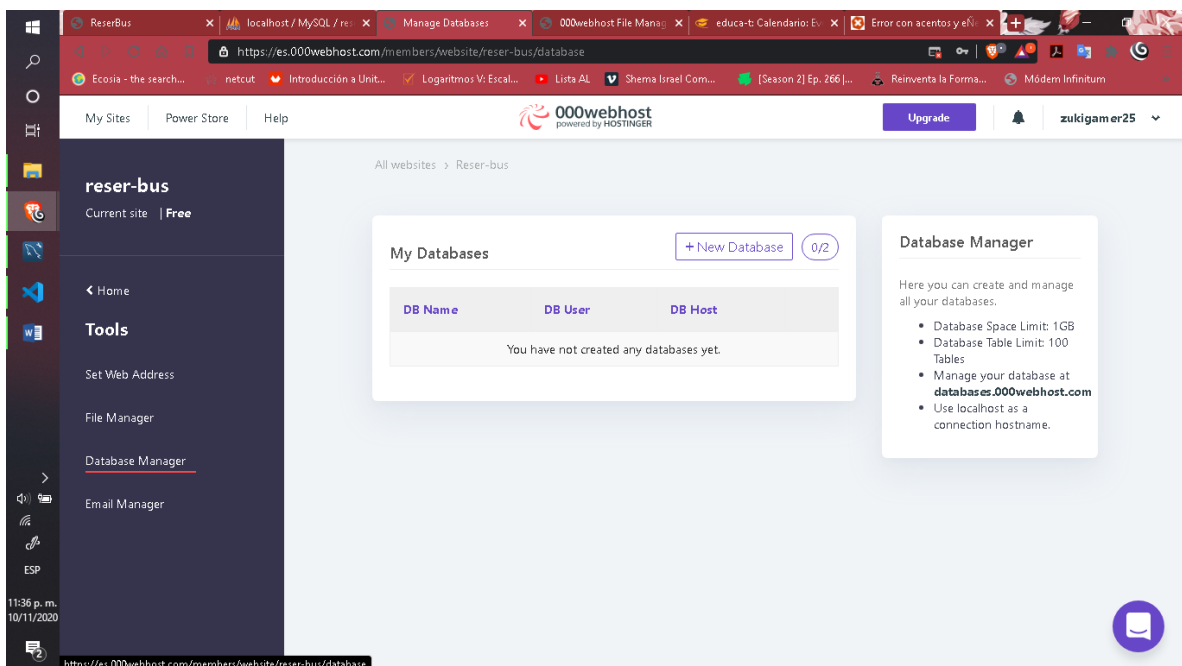 ReserBus
localhost / MySQL / res
Manage Databases
000webhost File Manag
educa-t: Calendario: Ev
Error con acentos y eñe
https://es.000webhost.com/members/website/reser-bus/database
Ecosia - the search...
netcut
Introducción a Unit...
Logaritmos V: Escal...
Lista AL
Shema Israel Com...
[Season 2] Ep. 266 |...
Reinventa la Forma...
Módem Infinitum
My Sites
Power Store
Help
000webhost
powered by HOSTINGER
Upgrade
zukigamer25
All websites > Reser-bus
reser-bus
Current site | Free
Home
Tools
Set Web Address
File Manager
Database Manager
Email Manager
My Databases
+ New Database
0/2
DB Name
DB User
DB Host
You have not created any databases yet.
Database Manager
Here you can create and manage
all your databases.
Database Space Limit: 1GB
Database Table Limit: 100
Tables
Manage your database at
databases.000webhost.com
Use localhost as a
connection hostname.
ESP
11:36 p. m.
10/11/2020
2
https://es.000webhost.com/members/website/reser-bus/database